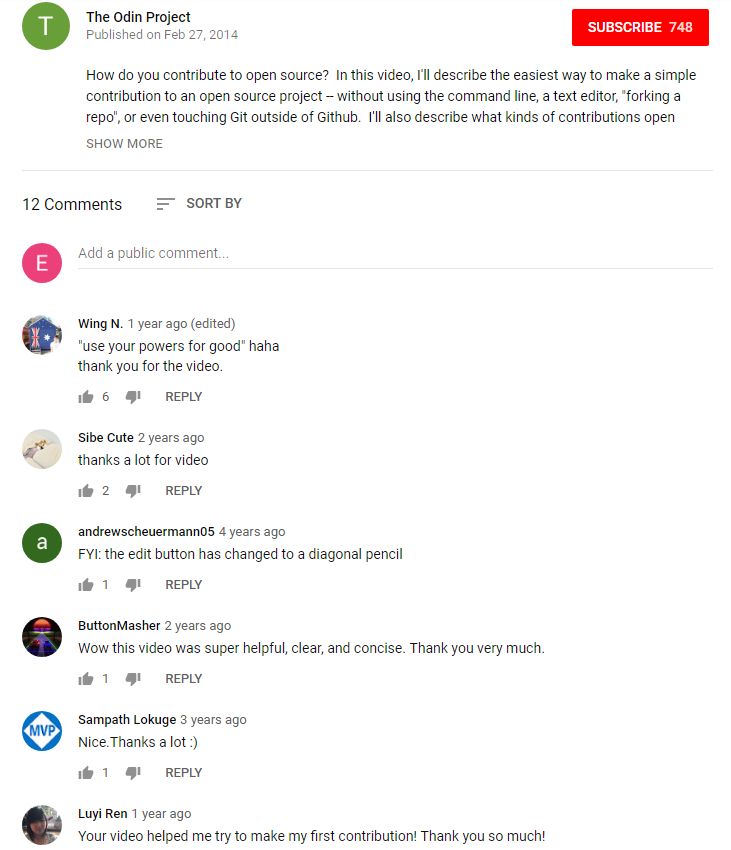 T
The Odin Project
Published on Feb 27, 2014
SUBSCRIBE 748
How do you contribute to open source?  In this video, I'll describe the easiest way to make a simple
contribution to an open source project -- without using the command line, a text editor, "forking a
repo", or even touching Git outside of Github.  I'll also describe what kinds of contributions open
SHOW MORE
12 Comments
SORT BY
E
Add a public comment...
Wing N. 1 year ago (edited)
"use your powers for good" haha
thank you for the video.
6 REPLY
Sibe Cute 2 years ago
thanks a lot for video
2 REPLY
a
andrewscheuermann05 4 years ago
FYI: the edit button has changed to a diagonal pencil
1 REPLY
ButtonMasher 2 years ago
Wow this video was super helpful, clear, and concise. Thank you very much.
1 REPLY
MVP
Sampath Lokuge 3 years ago
Nice.Thanks a lot :)
1 REPLY
Luyi Ren 1 year ago
Your video helped me try to make my first contribution! Thank you so much!